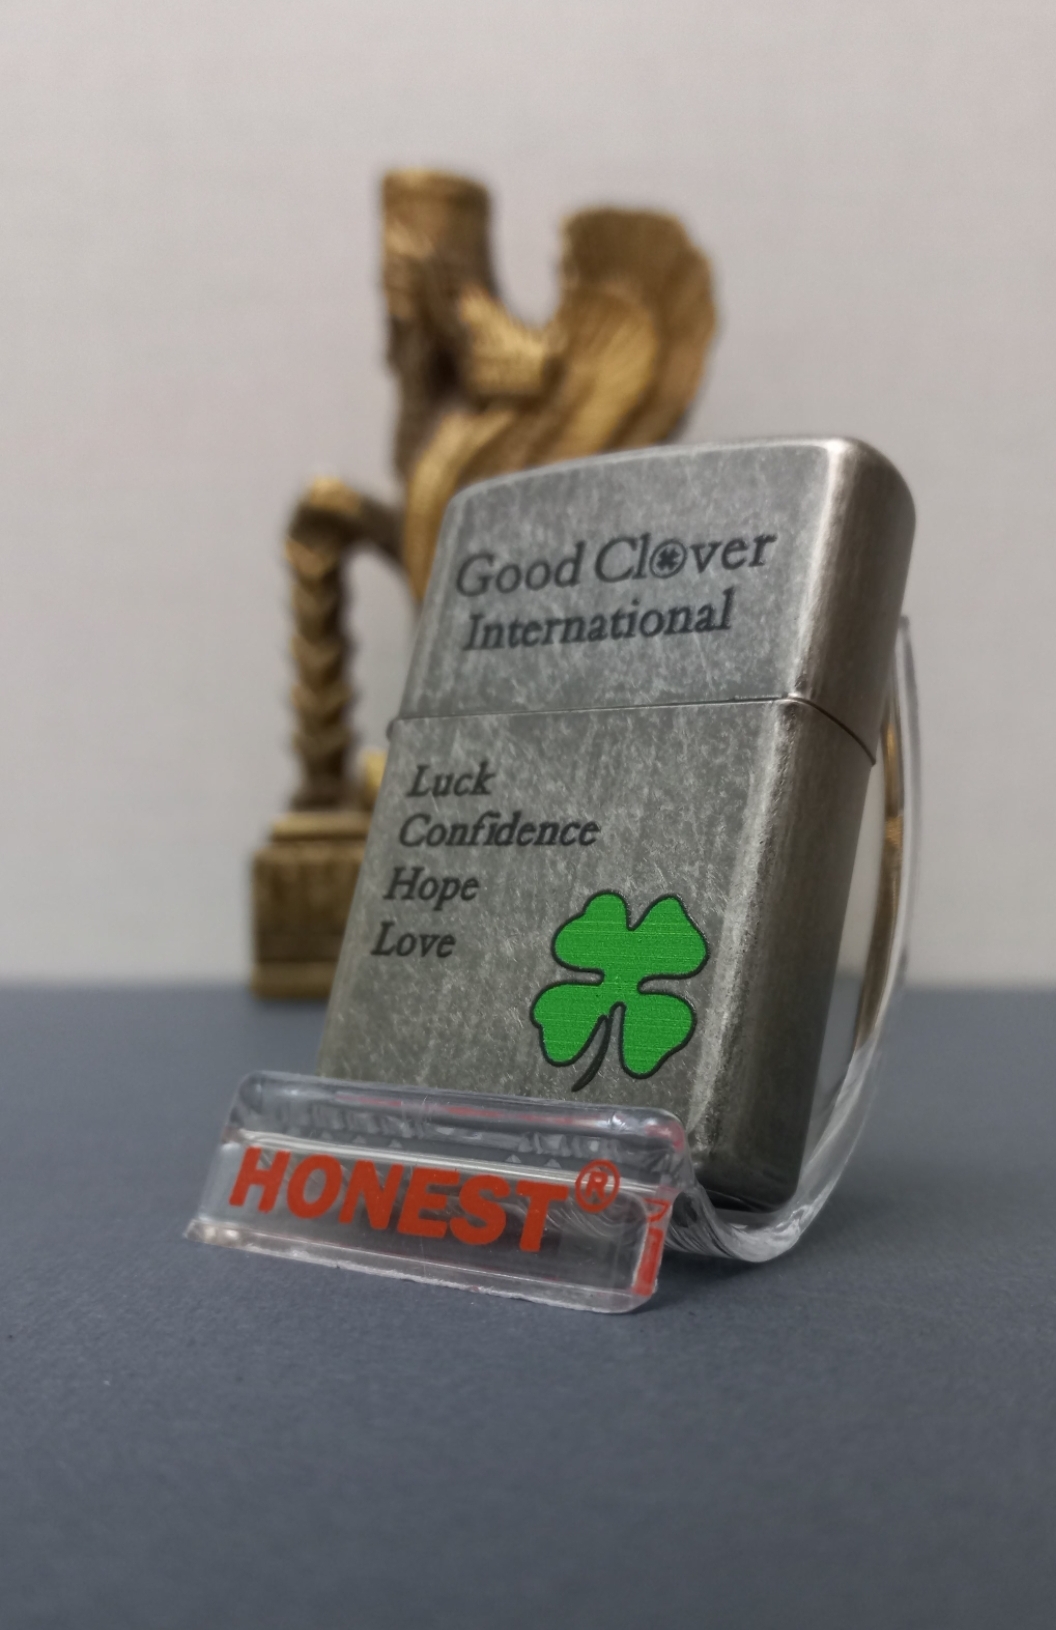 Good Clover
International
Luck
Confidence
Hope
Love
HONEST®